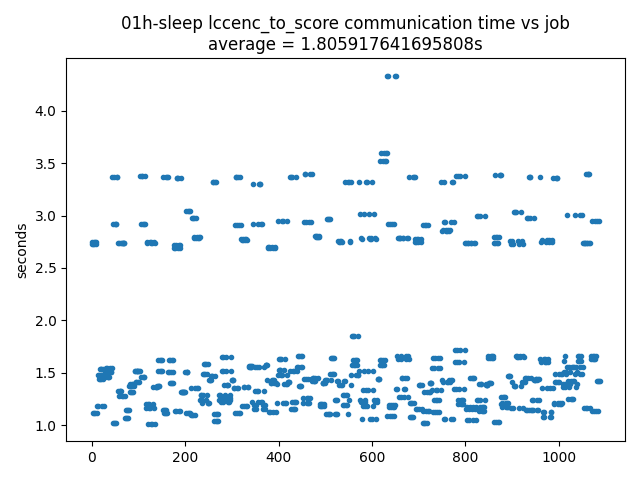 01h-sleep lccenc_to_score communication time vs job
average = 1.805917641695808s
seconds
4.0
3.5
3.0
2.5
2.0
1.5
1.0
0 200 400 600 800 1000